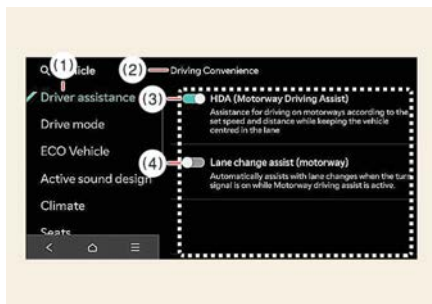 (1)
(2)
Driving Convenience
Driver assistance
(3)
HDA (Motorway Driving Assist)
Assistance for driving on motorways according to the
set speed and distance while keeping the vehicle
centred in the lane
Drive mode
ECO Vehicle
(4)
Lane change assist (motorway)
Automatically assists with lane changes when the turn
signal is on while Motorway driving assist is active.
Active sound design
Climate
Seats